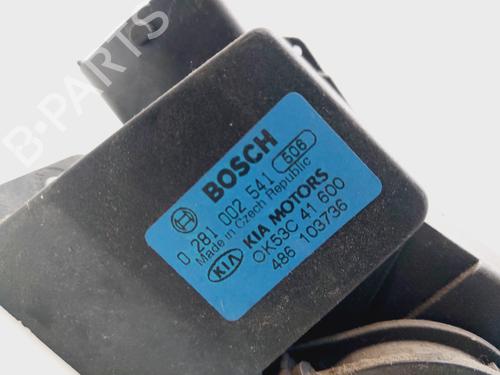 B-PARTS
BOSCH
0 281 002 541 506
Made in Czech Republic
KIA KIA MOTORS
OK53C 41 600
486 103736